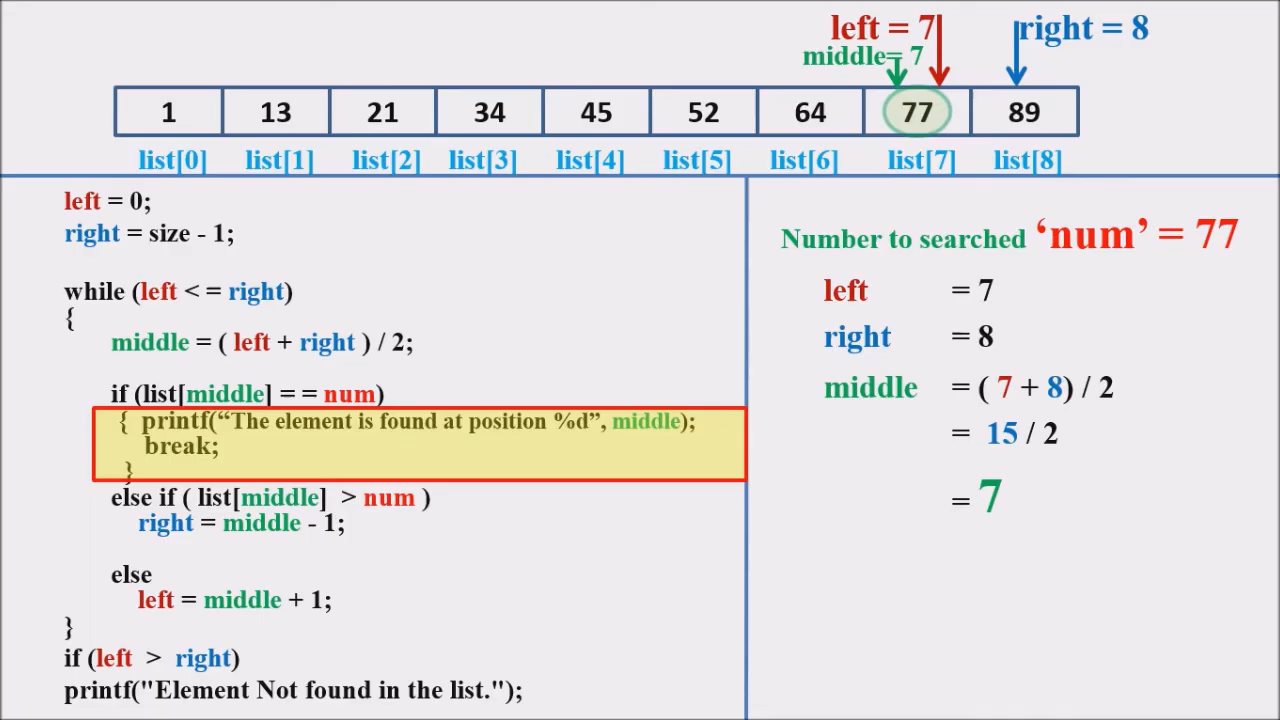 left = 7 right = 8
middle= 7
1 13 21 34 45 52 64 77 89
list[0] list[1] list[2] list[3] list[4] list[5] list[6] list[7] list[8]
left = 0;
right = size - 1;
while (left < = right)
{
middle = ( left + right ) / 2;
if (list[middle] = = num)
{ printf(“The element is found at position %d”, middle);
break;
}
else if ( list[middle] > num )
right = middle - 1;
else
left = middle + 1;
}
if (left > right)
printf("Element Not found in the list.");
Number to searched ‘num’ = 77
left = 7
right = 8
middle = ( 7 + 8) / 2
= 15 / 2
= 7